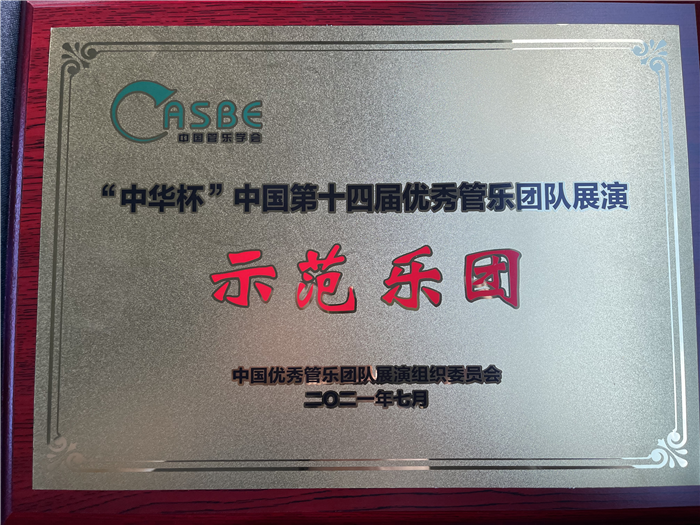 CASBE
中国管乐学会
“中华杯”中国第十四届优秀管乐团队展演
示范乐团
中国优秀管乐团队展演组织委员会
二〇二一年七月